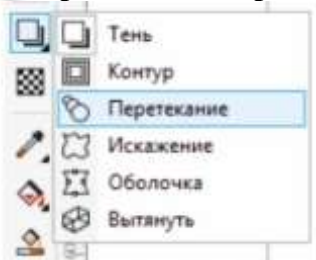 Тень
Контур
Перетекание
Искажение
Оболочка
Вытянуть